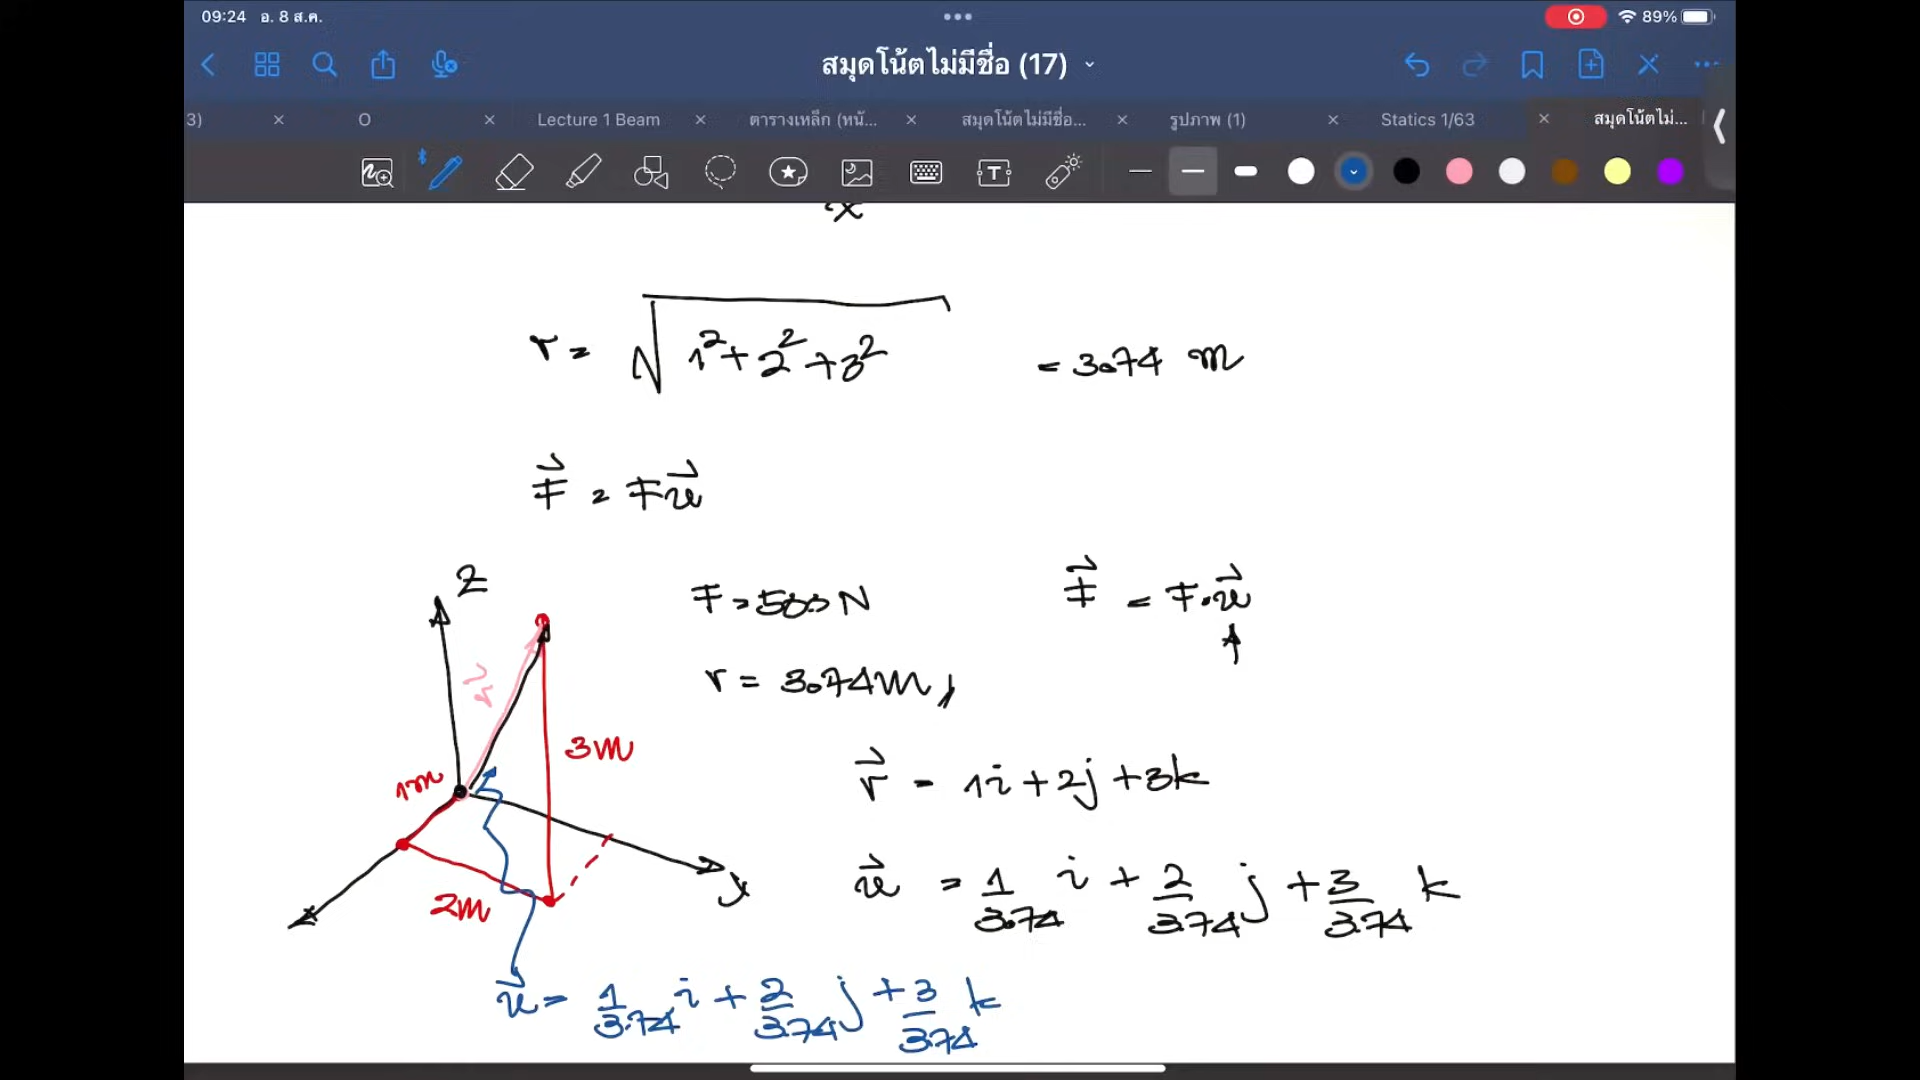 09:24 อ. 8 ส.ค.
89%
สมุดโน้ตไม่มีชื่อ (17)
3)
O
Lecture 1 Beam
ตารางเหล็ก (หนั...
สมุดโน้ตไม่มีชื่อ...
รูปภาพ (1)
Statics 1/63
สมุดโน้ตไม่...
x
r = √(1²+2²+3²) = 3.74 m
F⃗ = Fu⃗
Z
F = 500 N
F⃗ = F.u⃗
r = 3.74 m
r⃗
3m
1m
r⃗ = 1i + 2j + 3k
y
2m
u⃗ = 1/3.74 i + 2/3.74 j + 3/3.74 k
u⃗ = 1/3.74 i + 2/3.74 j + 3/3.74 k